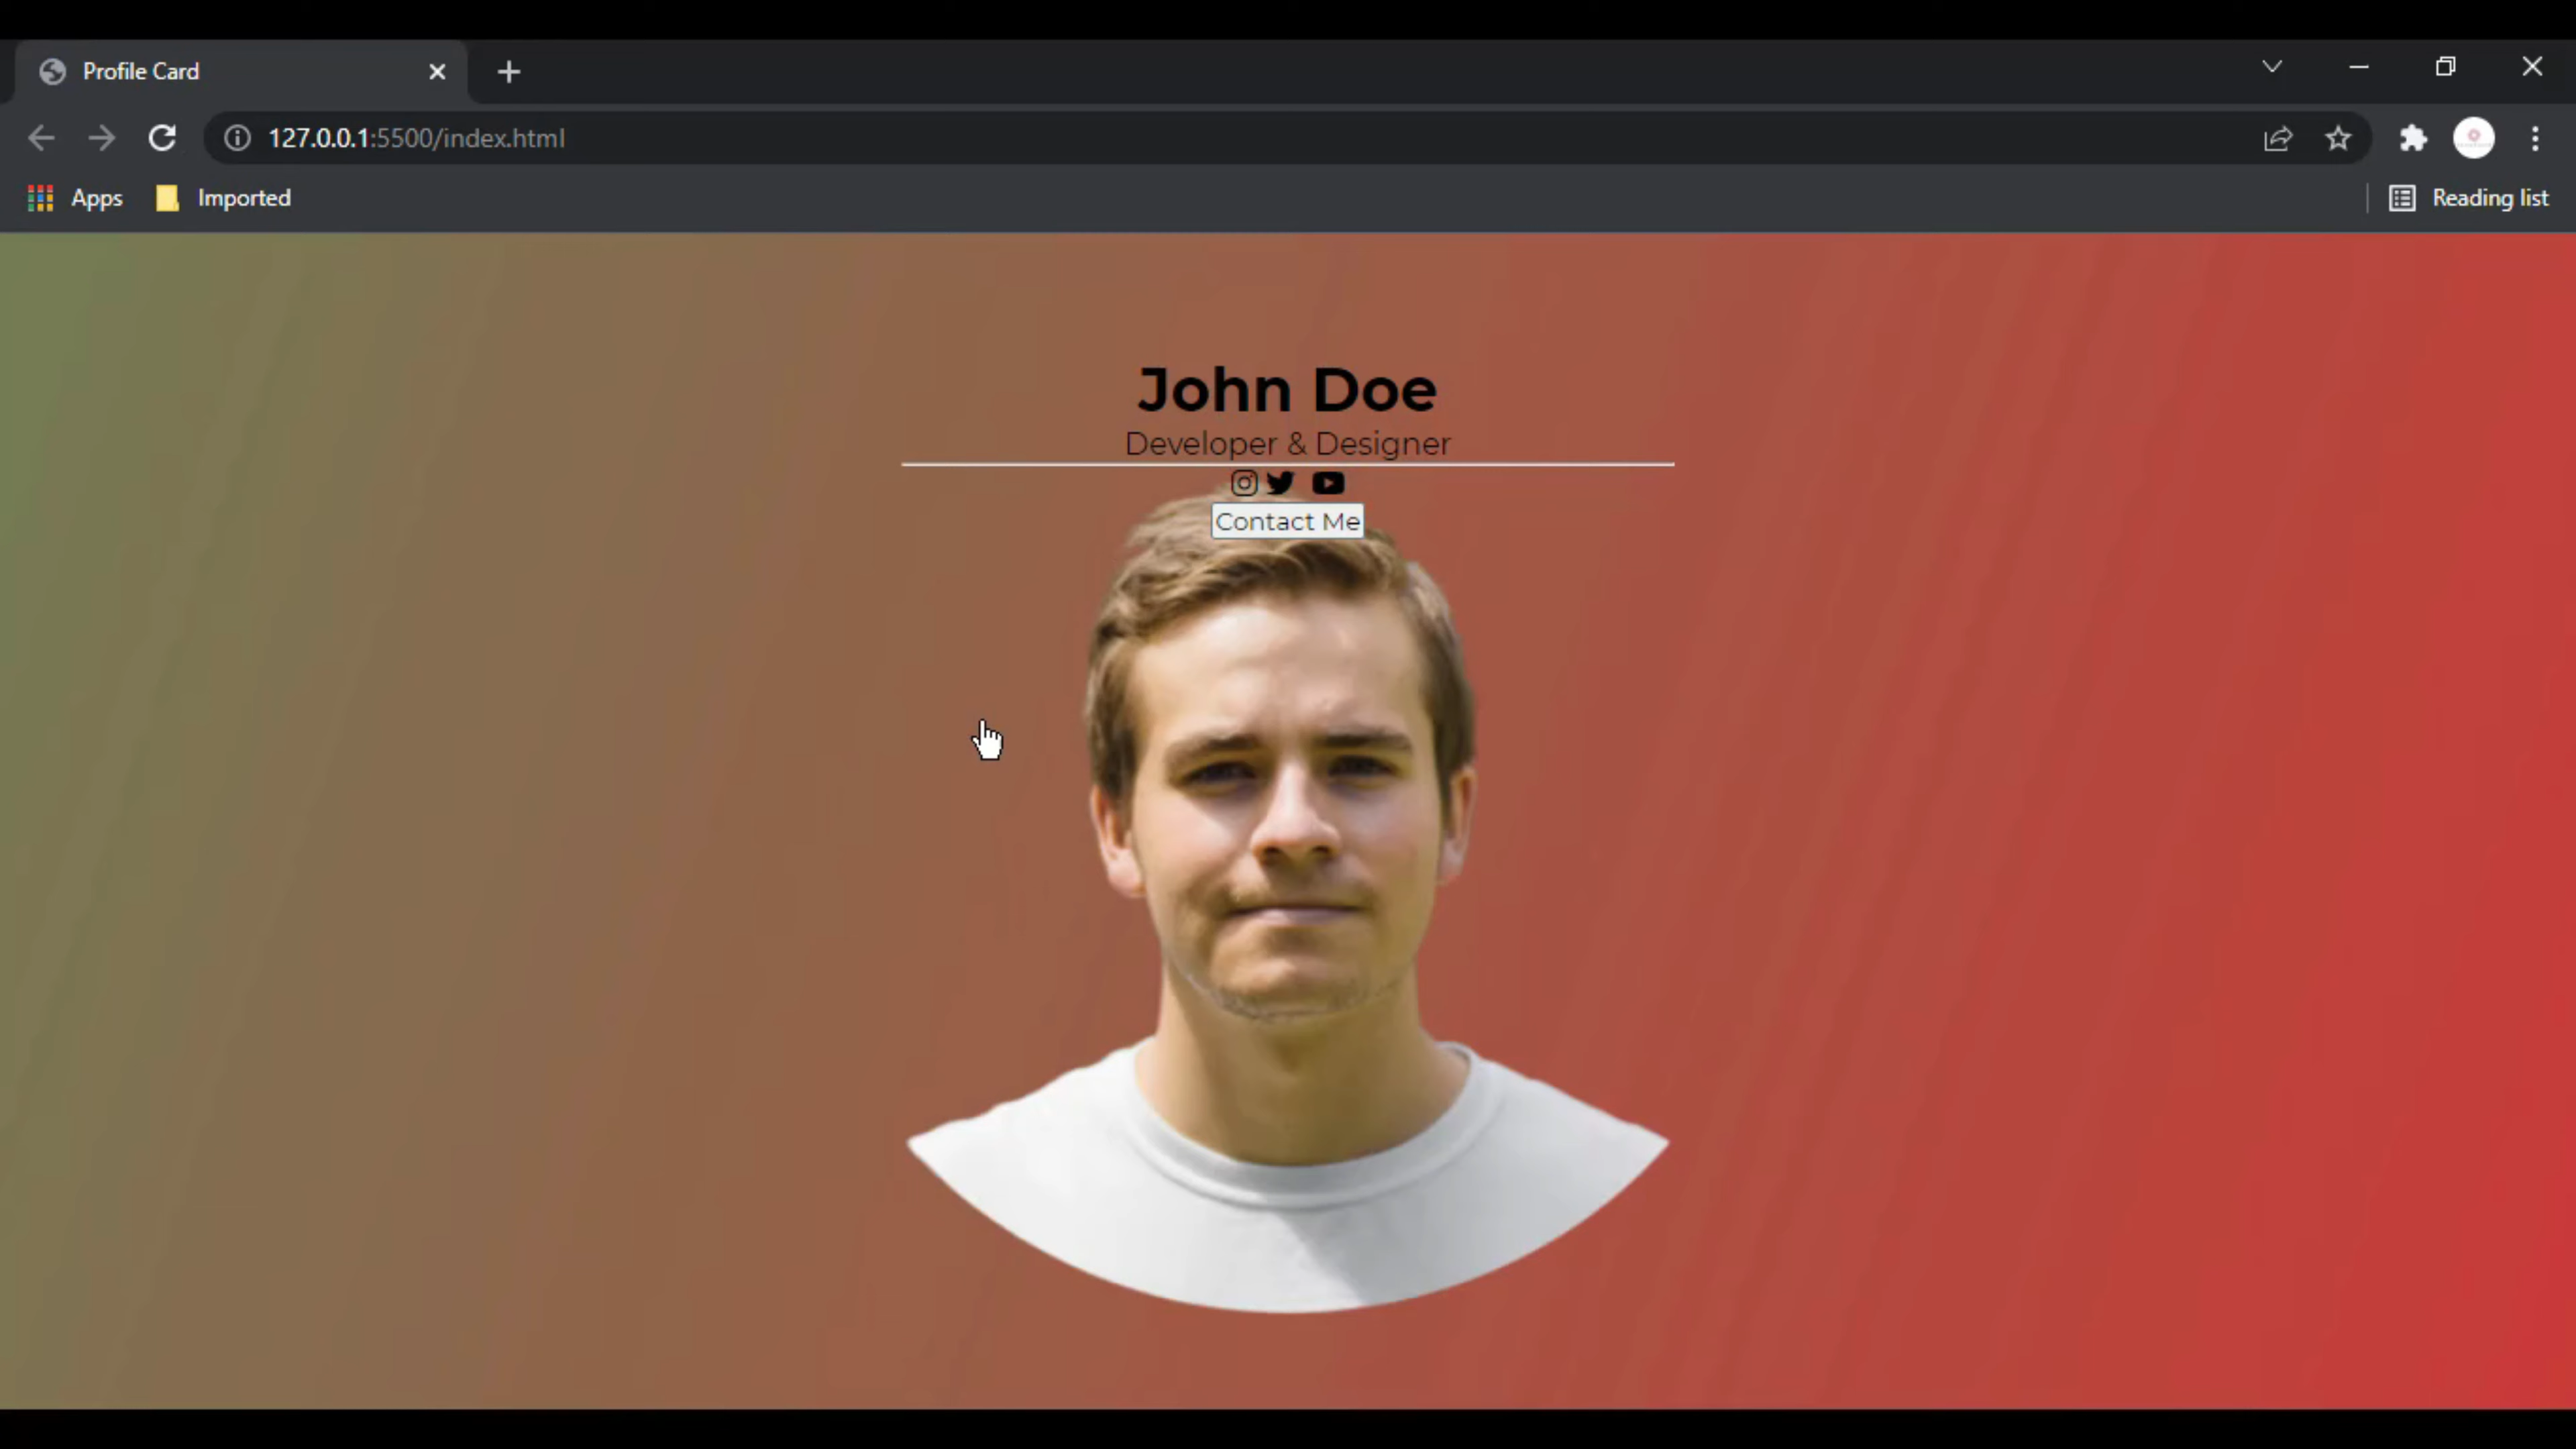 Profile Card
127.0.0.1:5500/index.html
Apps
Imported
Reading list
John Doe
Developer & Designer
Contact Me